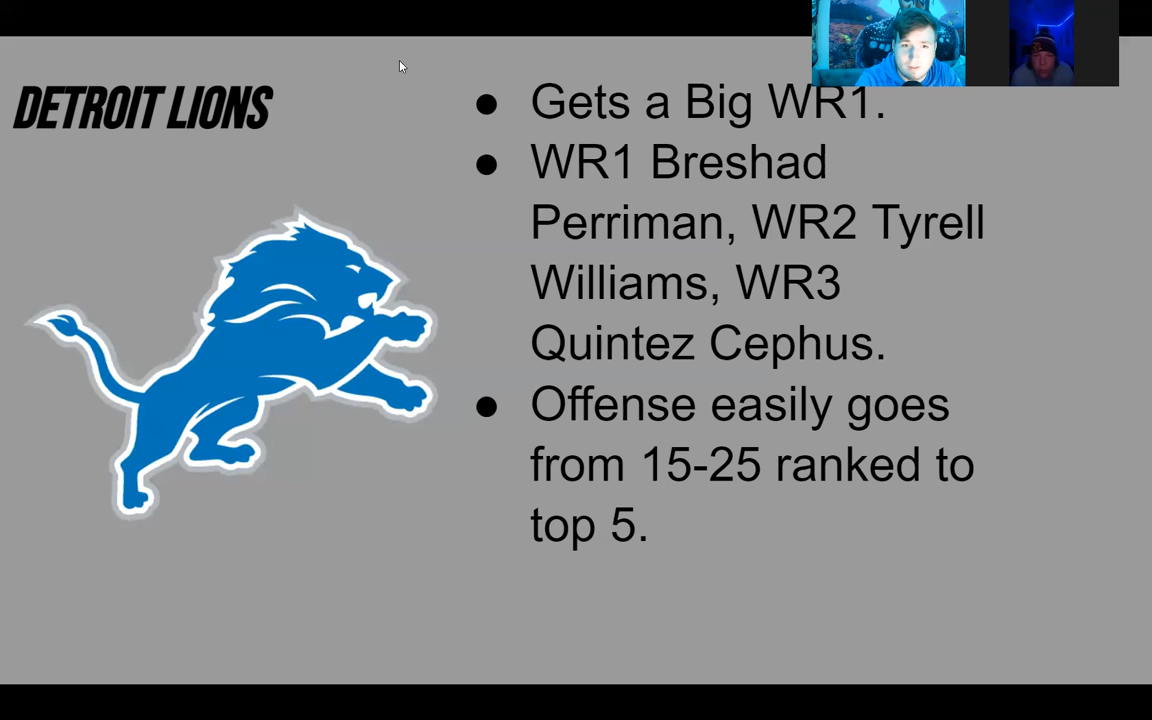 DETROIT LIONS
● Gets a Big WR1.
● WR1 Breshad
Perriman, WR2 Tyrell
Williams, WR3
Quintez Cephus.
● Offense easily goes
from 15-25 ranked to
top 5.